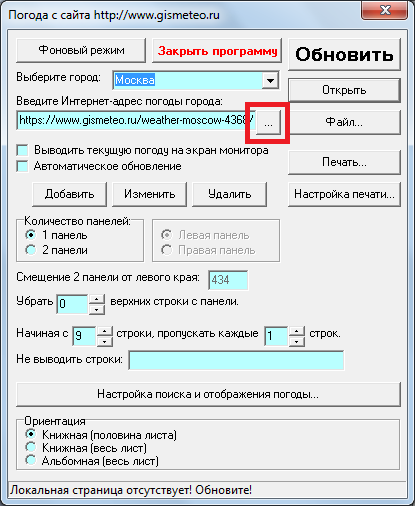 Погода с сайта http://www.gismeteo.ru
Фоновый режим
Закрыть программу
Обновить
Выберите город:
Москва
Открыть
Введите Интернет-адрес погоды города:
https://www.gismeteo.ru/weather-moscow-4368/
...
Файл...
Выводить текущую погоду на экран монитора
Автоматическое обновление
Печать...
Добавить
Изменить
Удалить
Настройка печати...
Количество панелей:
1 панель
2 панели
Левая панель
Правая панель
Смещение 2 панели от левого края: 434
Убрать 0 верхних строки с панели.
Начиная с 9 строки, пропускать каждые 1 строк.
Не выводить строки:
Настройка поиска и отображения погоды...
Ориентация
Книжная (половина листа)
Книжная (весь лист)
Альбомная (весь лист)
Локальная страница отсутствует! Обновите!